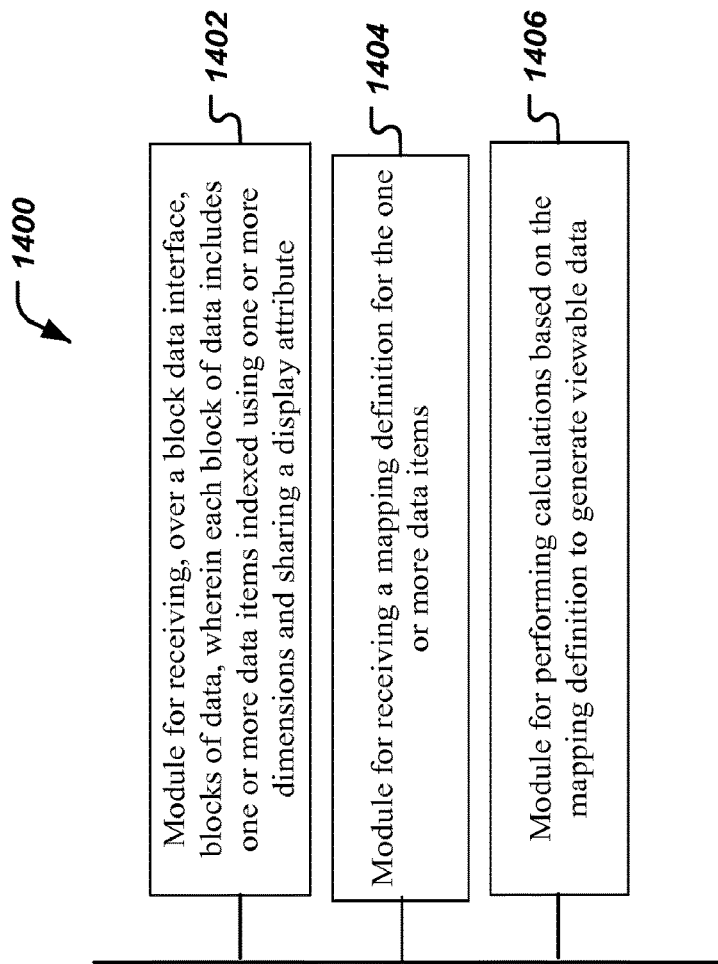 1400
Module for receiving, over a block data interface,
blocks of data, wherein each block of data includes
one or more data items indexed using one or more
dimensions and sharing a display attribute
1402
Module for receiving a mapping definition for the one
or more data items
1404
Module for performing calculations based on the
mapping definition to generate viewable data
1406